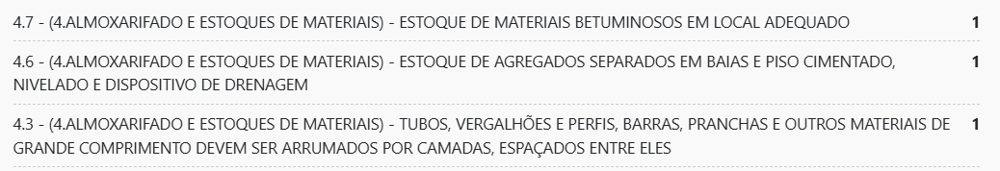 4.7 - (4.ALMOXARIFADO E ESTOQUES DE MATERIAIS) - ESTOQUE DE MATERIAIS BETUMINOSOS EM LOCAL ADEQUADO 1
4.6 - (4.ALMOXARIFADO E ESTOQUES DE MATERIAIS) - ESTOQUE DE AGREGADOS SEPARADOS EM BAIAS E PISO CIMENTADO, 1
NIVELADO E DISPOSITIVO DE DRENAGEM
4.3 - (4.ALMOXARIFADO E ESTOQUES DE MATERIAIS) - TUBOS, VERGALHÕES E PERFIS, BARRAS, PRANCHAS E OUTROS MATERIAIS DE 1
GRANDE COMPRIMENTO DEVEM SER ARRUMADOS POR CAMADAS, ESPAÇADOS ENTRE ELES